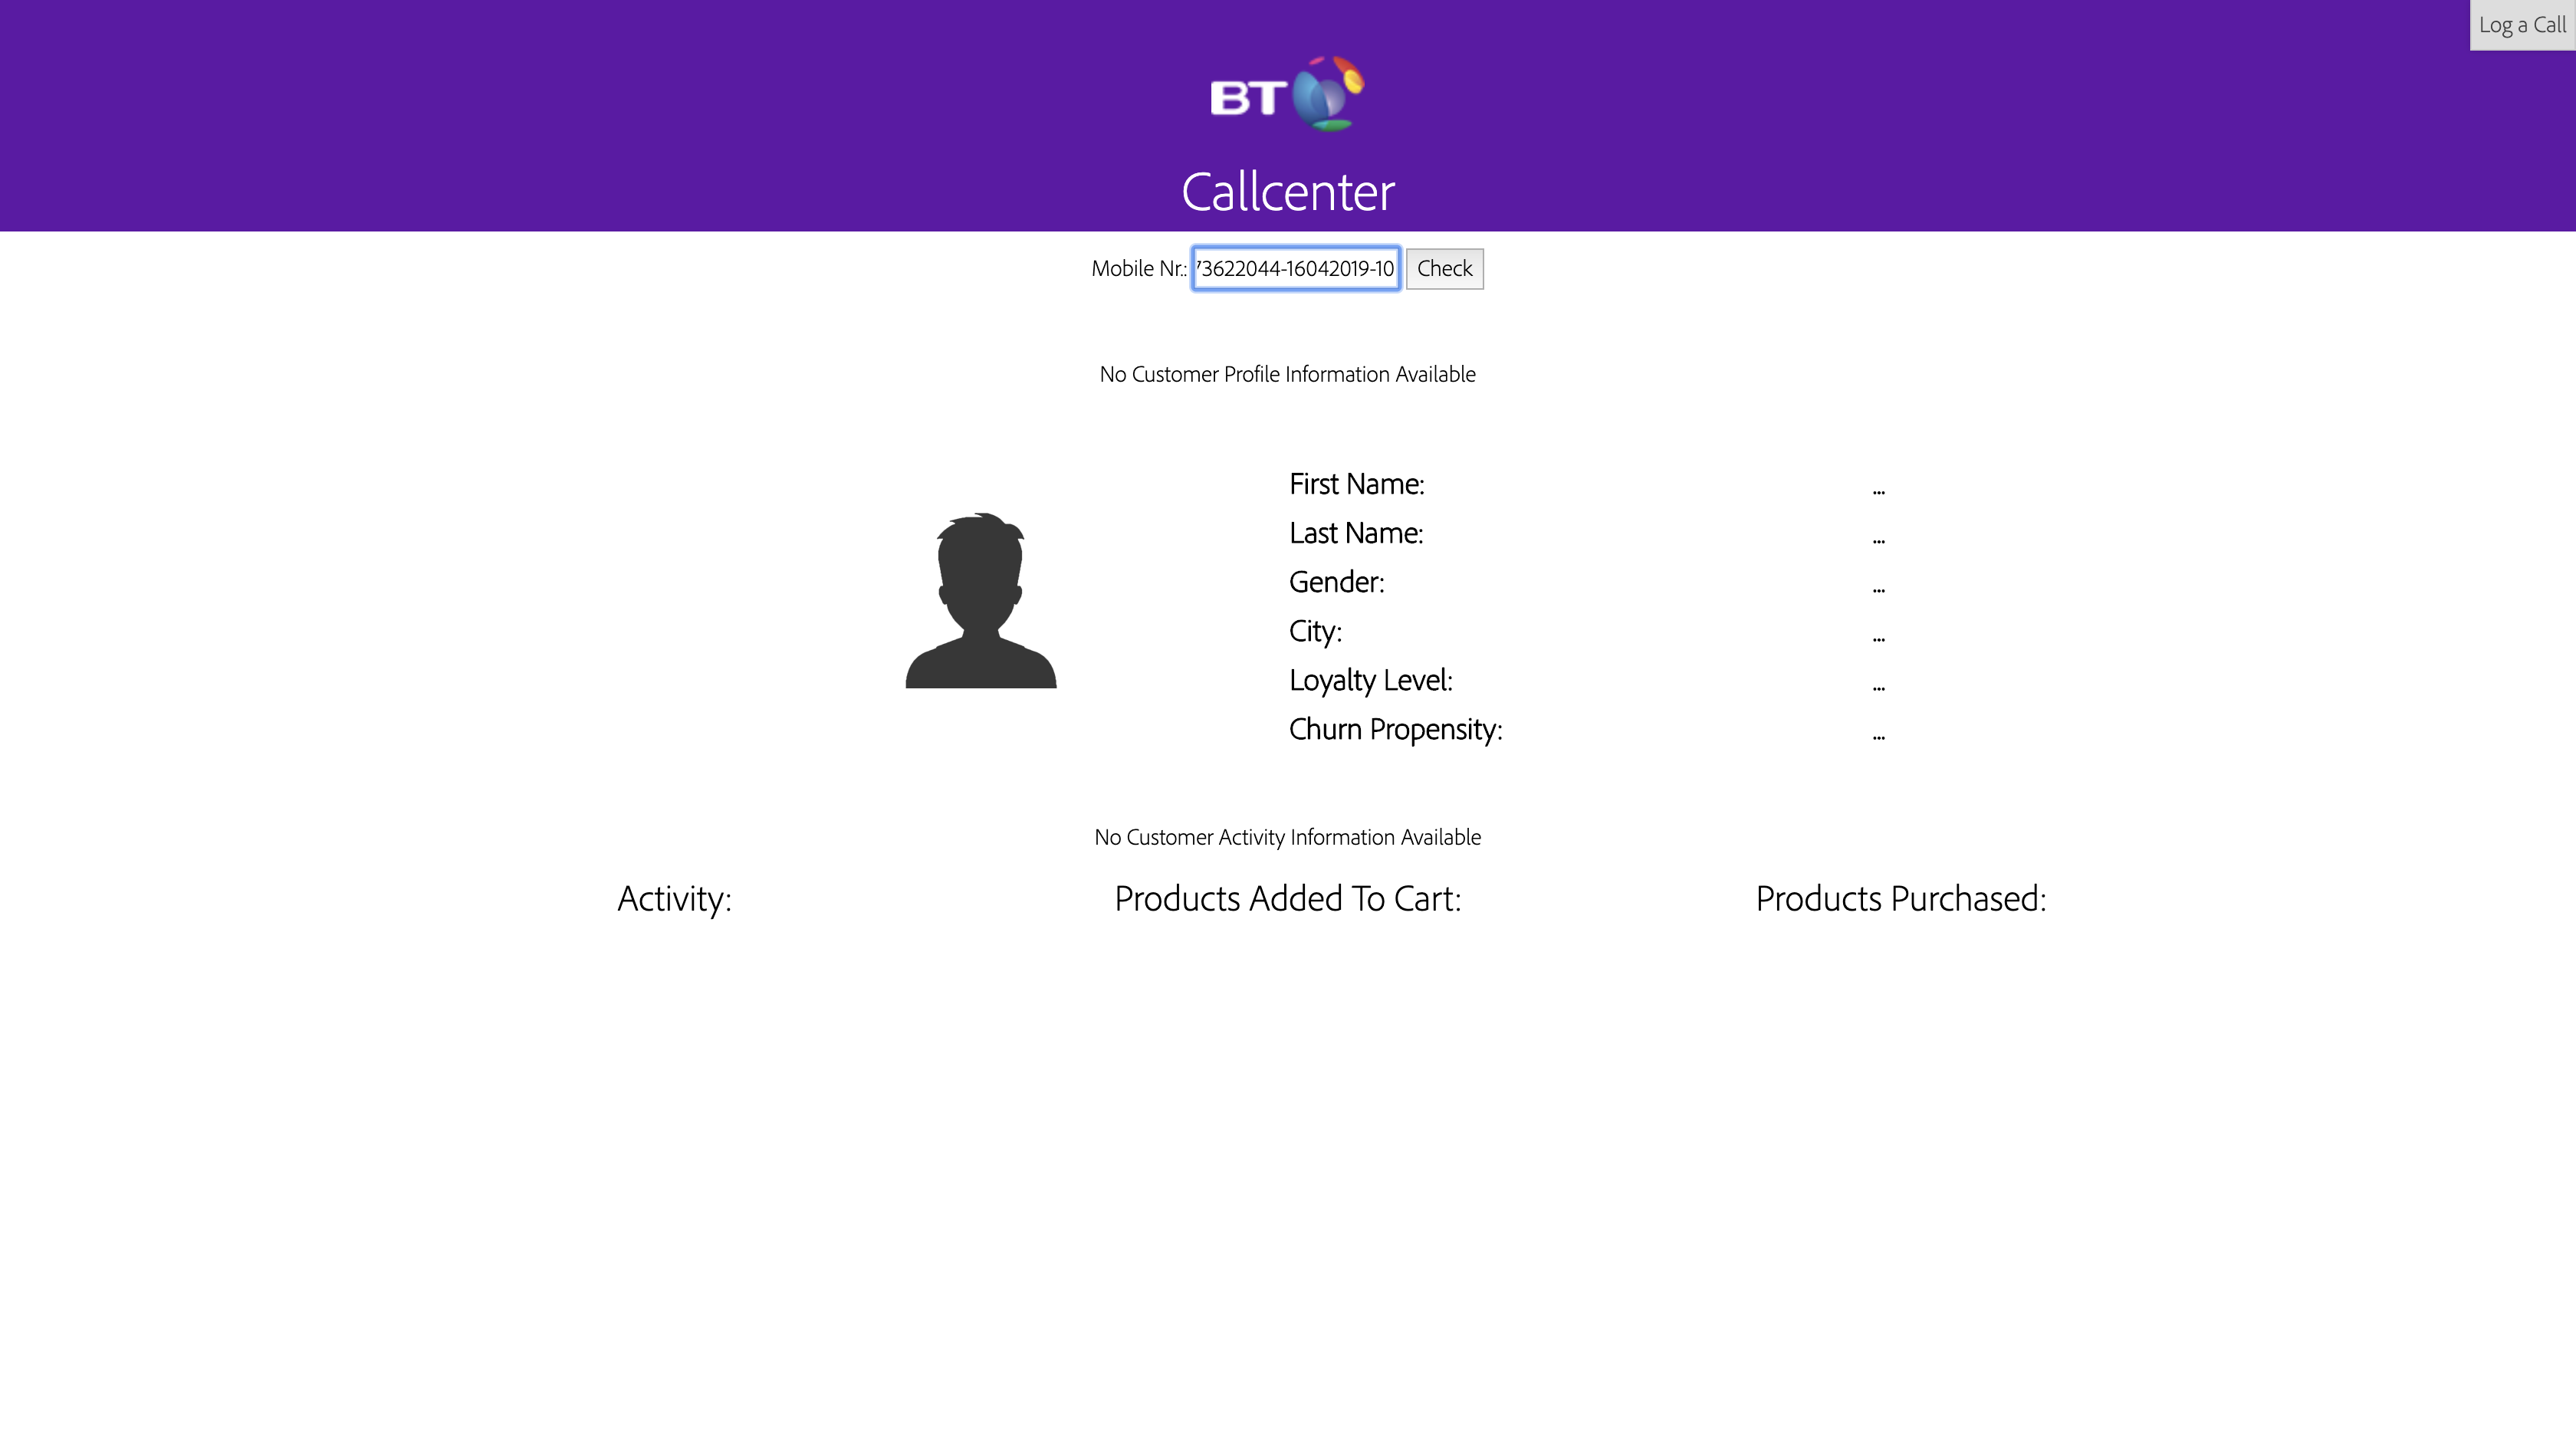 Log a Call
BT
Callcenter
Mobile Nr.: 73622044-16042019-10 Check
No Customer Profile Information Available
First Name: ...
Last Name: ...
Gender: ...
City: ...
Loyalty Level: ...
Churn Propensity: ...
No Customer Activity Information Available
Activity: Products Added To Cart: Products Purchased: